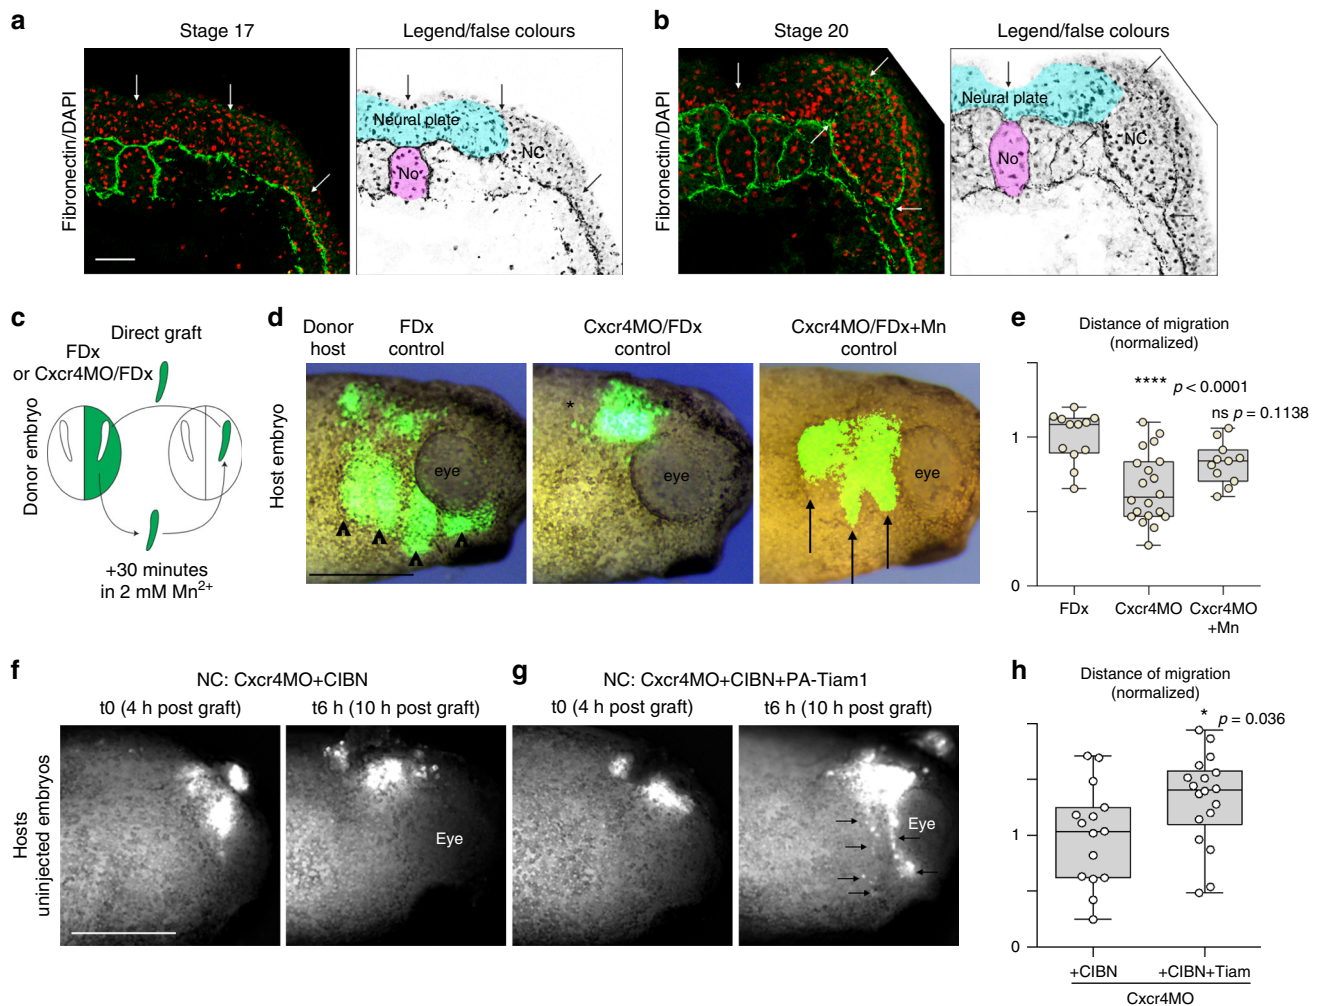 a
Stage 17
Legend/false colours
Fibronectin/DAPI
Neural plate
NC
No
b
Stage 20
Legend/false colours
Fibronectin/DAPI
Neural plate
NC
No
c
Direct graft
FDx
or Cxcr4MO/FDx
Donor embryo
+30 minutes
in 2 mM Mn²⁺
d
Donor
host
FDx
control
Cxcr4MO/FDx
control
Cxcr4MO/FDx+Mn
control
Host embryo
eye
*
eye
eye
e
Distance of migration
(normalized)
**** p < 0.0001
ns p = 0.1138
1
0
FDx
Cxcr4MO
Cxcr4MO
+Mn
f
NC: Cxcr4MO+CIBN
t0 (4 h post graft)
t6 h (10 h post graft)
Hosts
uninjected embryos
Eye
g
NC: Cxcr4MO+CIBN+PA-Tiam1
t0 (4 h post graft)
t6 h (10 h post graft)
Eye
h
Distance of migration
(normalized)
* p = 0.036
1
0
+CIBN
+CIBN+Tiam
Cxcr4MO